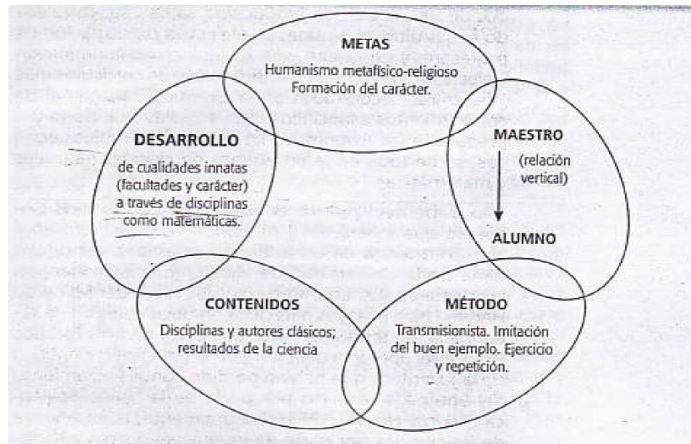 METAS
Humanismo metafísico-religioso
Formación del carácter.
DESARROLLO
de cualidades innatas
(facultades y carácter)
a través de disciplinas
como matemáticas.
MAESTRO
(relación
vertical)
ALUMNO
CONTENIDOS
Disciplinas y autores clásicos;
resultados de la ciencia
MÉTODO
Transmisionista. Imitación
del buen ejemplo. Ejercicio
y repetición.